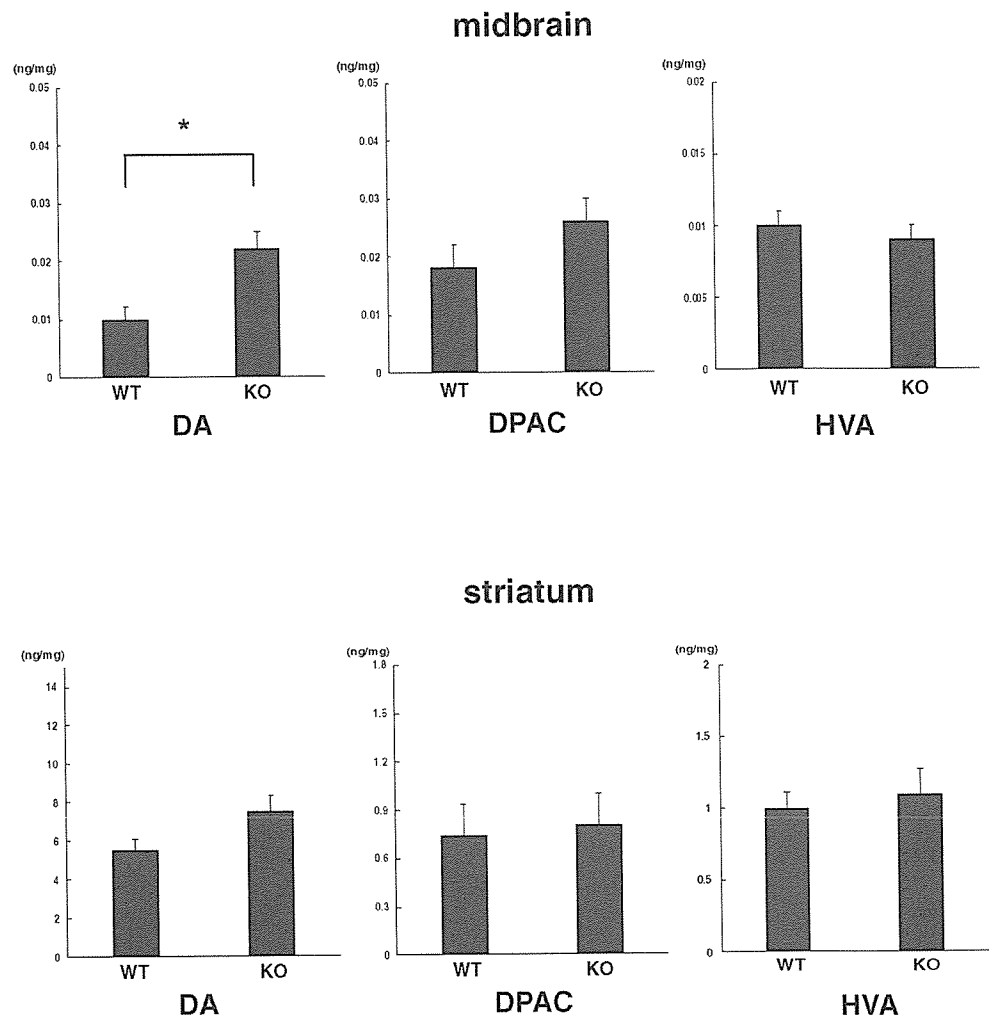 midbrain
(ng/mg)
0.05
0.04
0.03
0.02
0.01
0
*
WT KO
DA
(ng/mg)
0.05
0.04
0.03
0.02
0.01
0
WT KO
DPAC
(ng/mg)
0.02
0.015
0.01
0.005
0
WT KO
HVA
striatum
(ng/mg)
14
12
10
8
6
4
2
0
WT KO
DA
(ng/mg)
1.8
1.5
1.2
0.9
0.6
0.3
0
WT KO
DPAC
(ng/mg)
2
1.5
1
0.5
0
WT KO
HVA